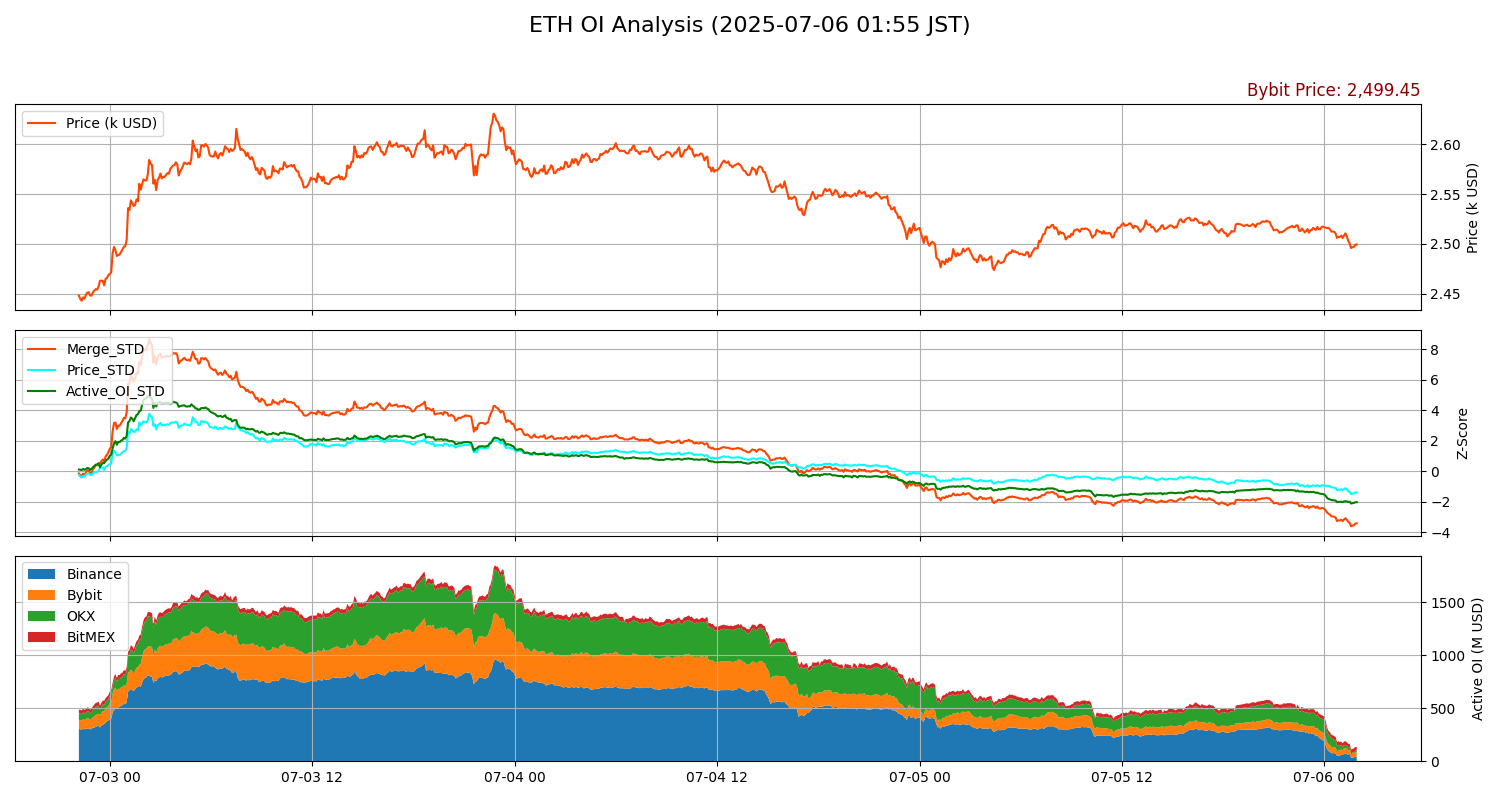 ETH OI Analysis (2025-07-06 01:55 JST)
Bybit Price: 2,499.45
Price (k USD)
2.60
2.55
2.50
2.45
Price (k USD)
Merge_STD
Price_STD
Active_OI_STD
8
6
4
2
0
−2
−4
Z-Score
Binance
Bybit
OKX
BitMEX
1500
1000
500
0
Active OI (M USD)
07-03 00
07-03 12
07-04 00
07-04 12
07-05 00
07-05 12
07-06 00